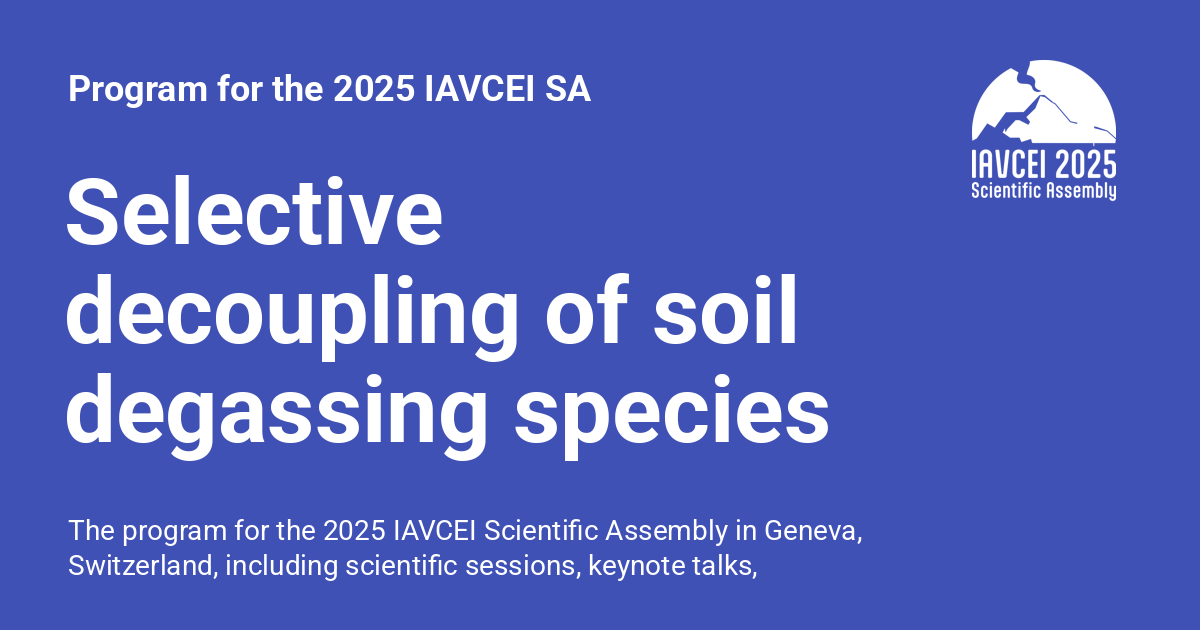 Program for the 2025 IAVCEI SA
IAVCEI 2025
Scientific Assembly
Selective
decoupling of soil
degassing species
The program for the 2025 IAVCEI Scientific Assembly in Geneva,
Switzerland, including scientific sessions, keynote talks,